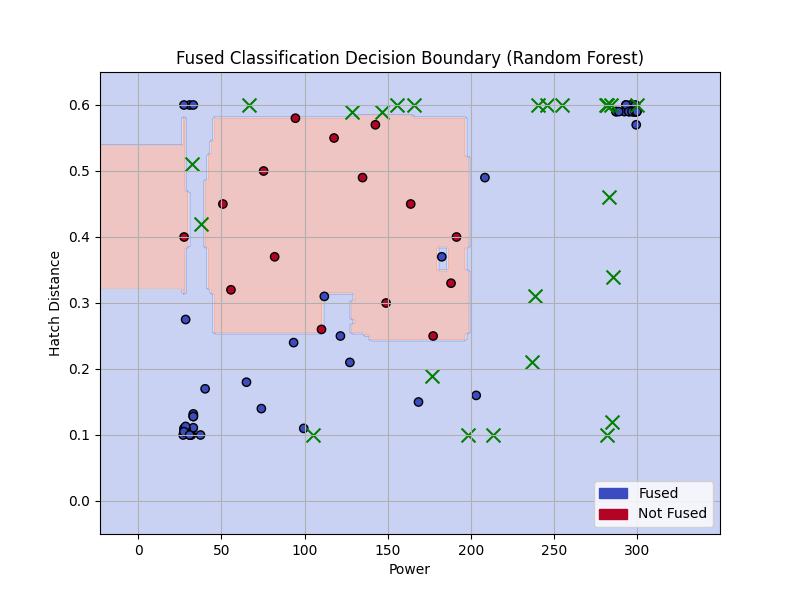 Fused Classification Decision Boundary (Random Forest)
Hatch Distance
0.6
0.5
0.4
0.3
0.2
0.1
0.0
Fused
Not Fused
0 50 100 150 200 250 300
Power